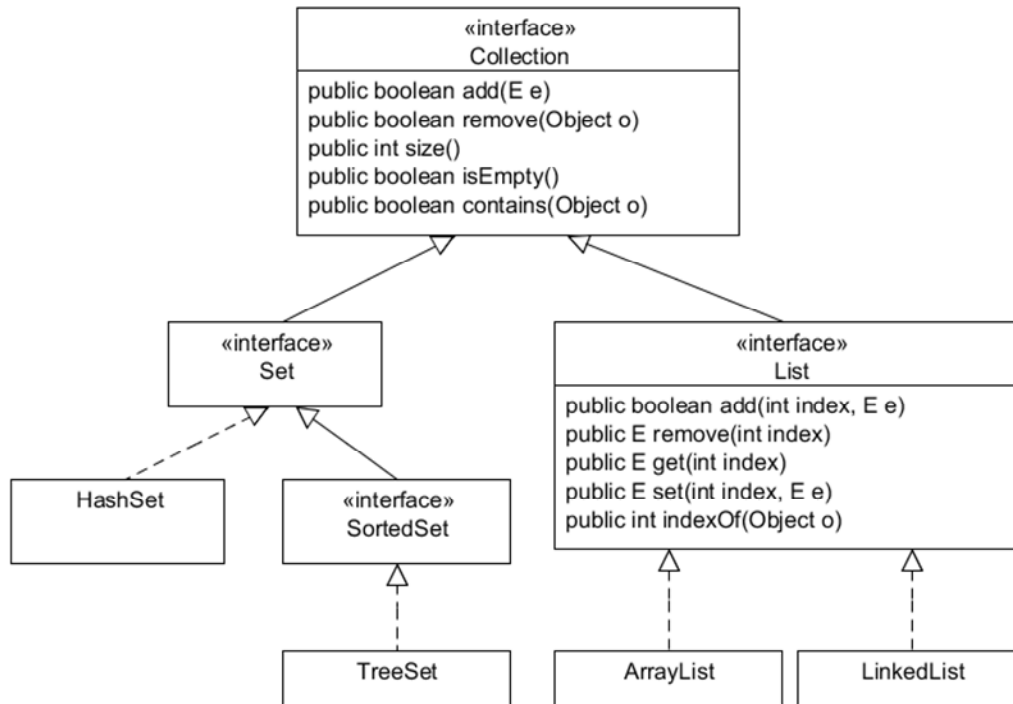 «interface»
Collection
public boolean add(E e)
public boolean remove(Object o)
public int size()
public boolean isEmpty()
public boolean contains(Object o)
«interface»
Set
«interface»
List
public boolean add(int index, E e)
public E remove(int index)
public E get(int index)
public E set(int index, E e)
public int indexOf(Object o)
HashSet
«interface»
SortedSet
TreeSet
ArrayList
LinkedList